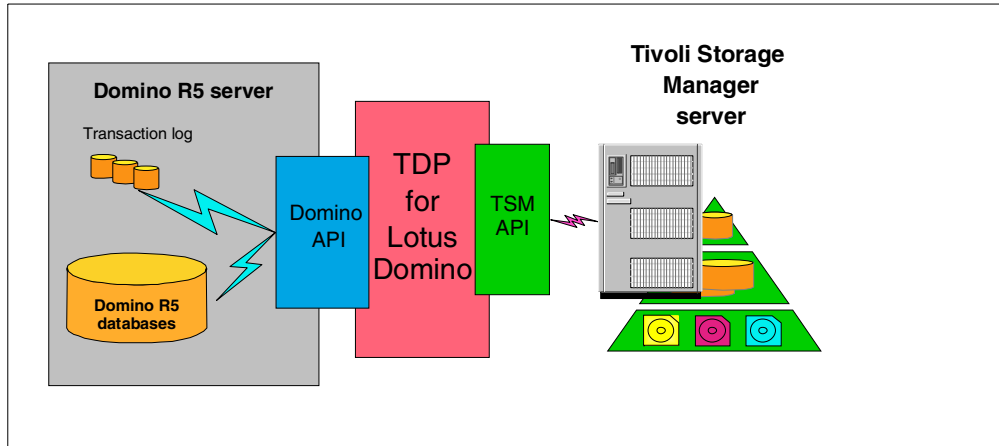 Domino R5 server
Transaction log
Domino R5
databases
Domino
API
TDP
for
Lotus
Domino
TSM
API
Tivoli Storage
Manager
server